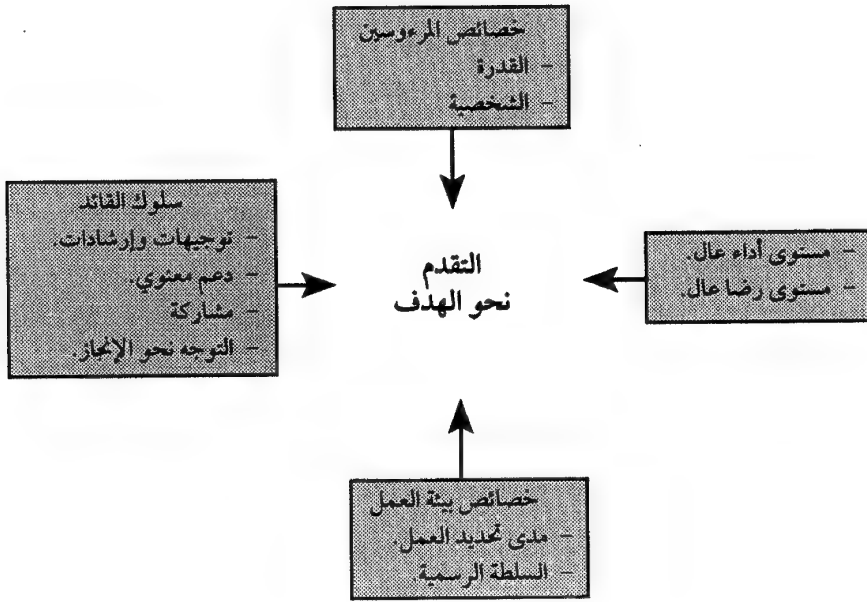 خصائص المرءوسين
- القدرة
- الشخصية
سلوك القائد
- توجيهات وإرشادات.
- دعم معنوي.
- مشاركة
- التوجه نحو الإنجاز.
التقدم
نحو الهدف
- مستوى أداء عال.
- مستوى رضا عال.
خصائص بيئة العمل
- مدى تحديد العمل.
- السلطة الرسمية.